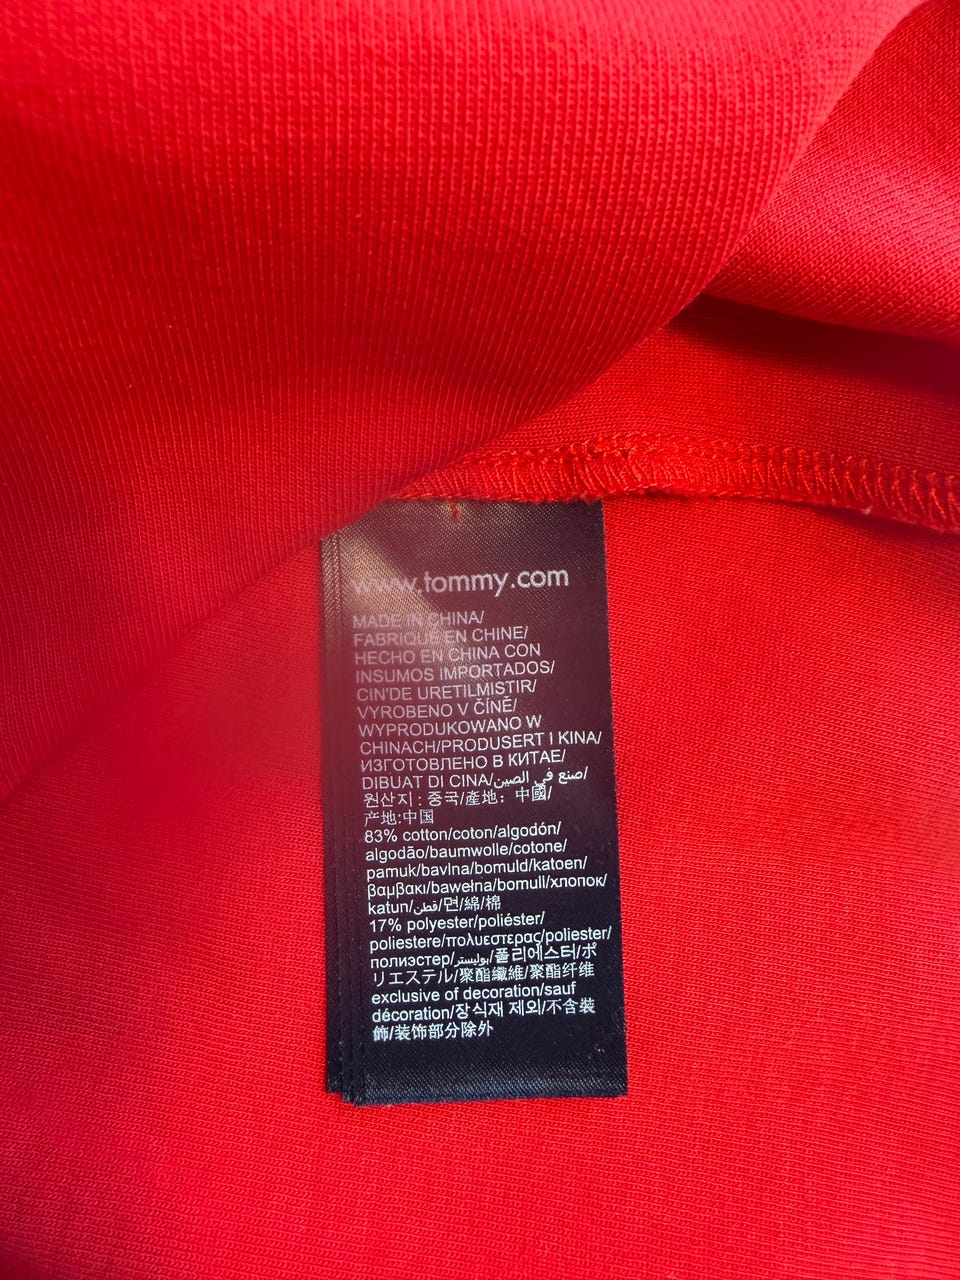 www.tommy.com
MADE IN CHINA/
FABRIQUÉ EN CHINE/
HECHO EN CHINA CON
INSUMOS IMPORTADOS/
CIN'DE URETILMISTIR/
VYROBENO V ČÍNĚ/
WYPRODUKOWANO W
CHINACH/PRODUSERT I KINA/
ИЗГОТОВЛЕНО В КИТАЕ/
DIBUAT DI CINA/صنع في الصين/
원산지 : 중국/產地：中國/
产地:中国
83% cotton/coton/algodón/
algodão/baumwolle/cotone/
pamuk/bavlna/bomuld/katoen/
βαμβακι/bawełna/bomull/хлопок/
katun/قطن/면/綿/棉
17% polyester/poliéster/
poliestere/πολυεστερας/poliester/
полиэстер/بوليستر/폴리에스터/ポ
リエステル/聚酯纖維/聚酯纤维
exclusive of decoration/sauf
décoration/장식재 제외/不含裝
飾/装饰部分除外